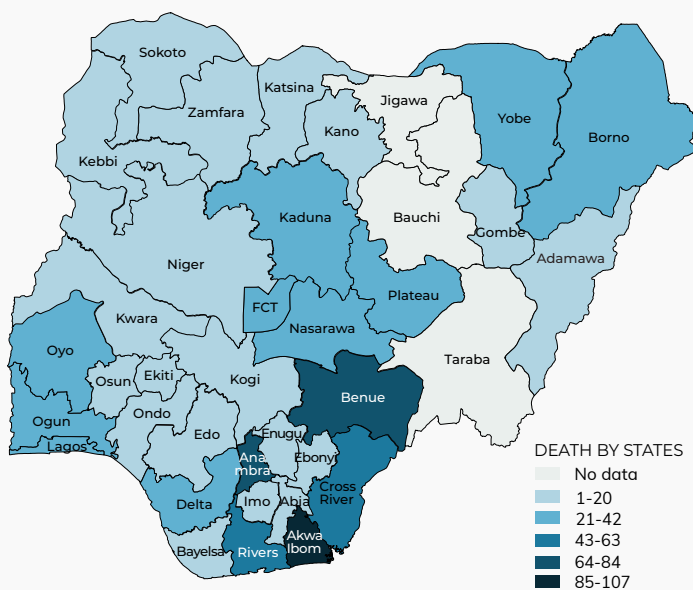 Sokoto
Katsina
Jigawa
Zamfara
Kano
Yobe
Borno
Kebbi
Kaduna
Bauchi
Gombe
Adamawa
Niger
FCT
Plateau
Nasarawa
Kwara
Oyo
Taraba
Osun
Ekiti
Kogi
Benue
Ondo
Ogun
Edo
Enugu
Lagos
Ana
mbra
Ebonyi
Cross
River
Delta
Imo
Abia
Akwa
Ibom
Bayelsa
Rivers
DEATH BY STATES
No data
1-20
21-42
43-63
64-84
85-107